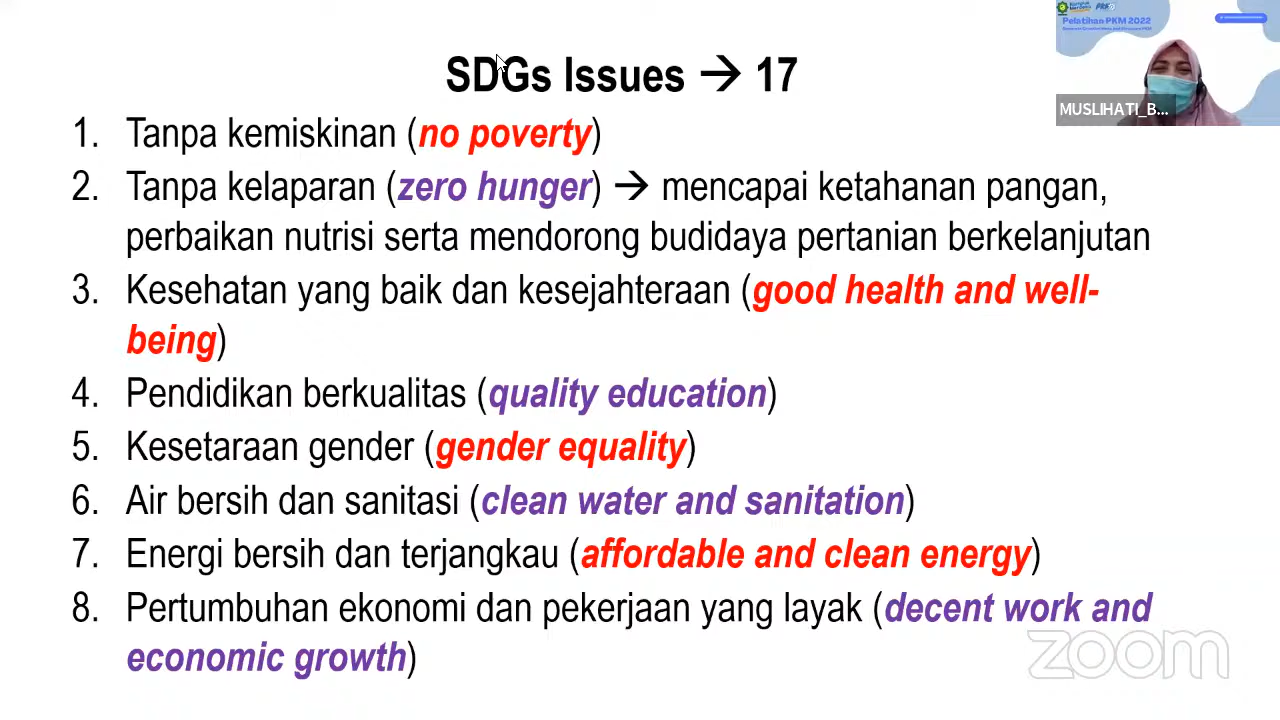 SDGs Issues → 17
1. Tanpa kemiskinan (no poverty)
2. Tanpa kelaparan (zero hunger) → mencapai ketahanan pangan,
perbaikan nutrisi serta mendorong budidaya pertanian berkelanjutan
3. Kesehatan yang baik dan kesejahteraan (good health and well-
being)
4. Pendidikan berkualitas (quality education)
5. Kesetaraan gender (gender equality)
6. Air bersih dan sanitasi (clean water and sanitation)
7. Energi bersih dan terjangkau (affordable and clean energy)
8. Pertumbuhan ekonomi dan pekerjaan yang layak (decent work and
economic growth)
Pelatihan PKM 2022
MUSLIHATI_B...
zoom